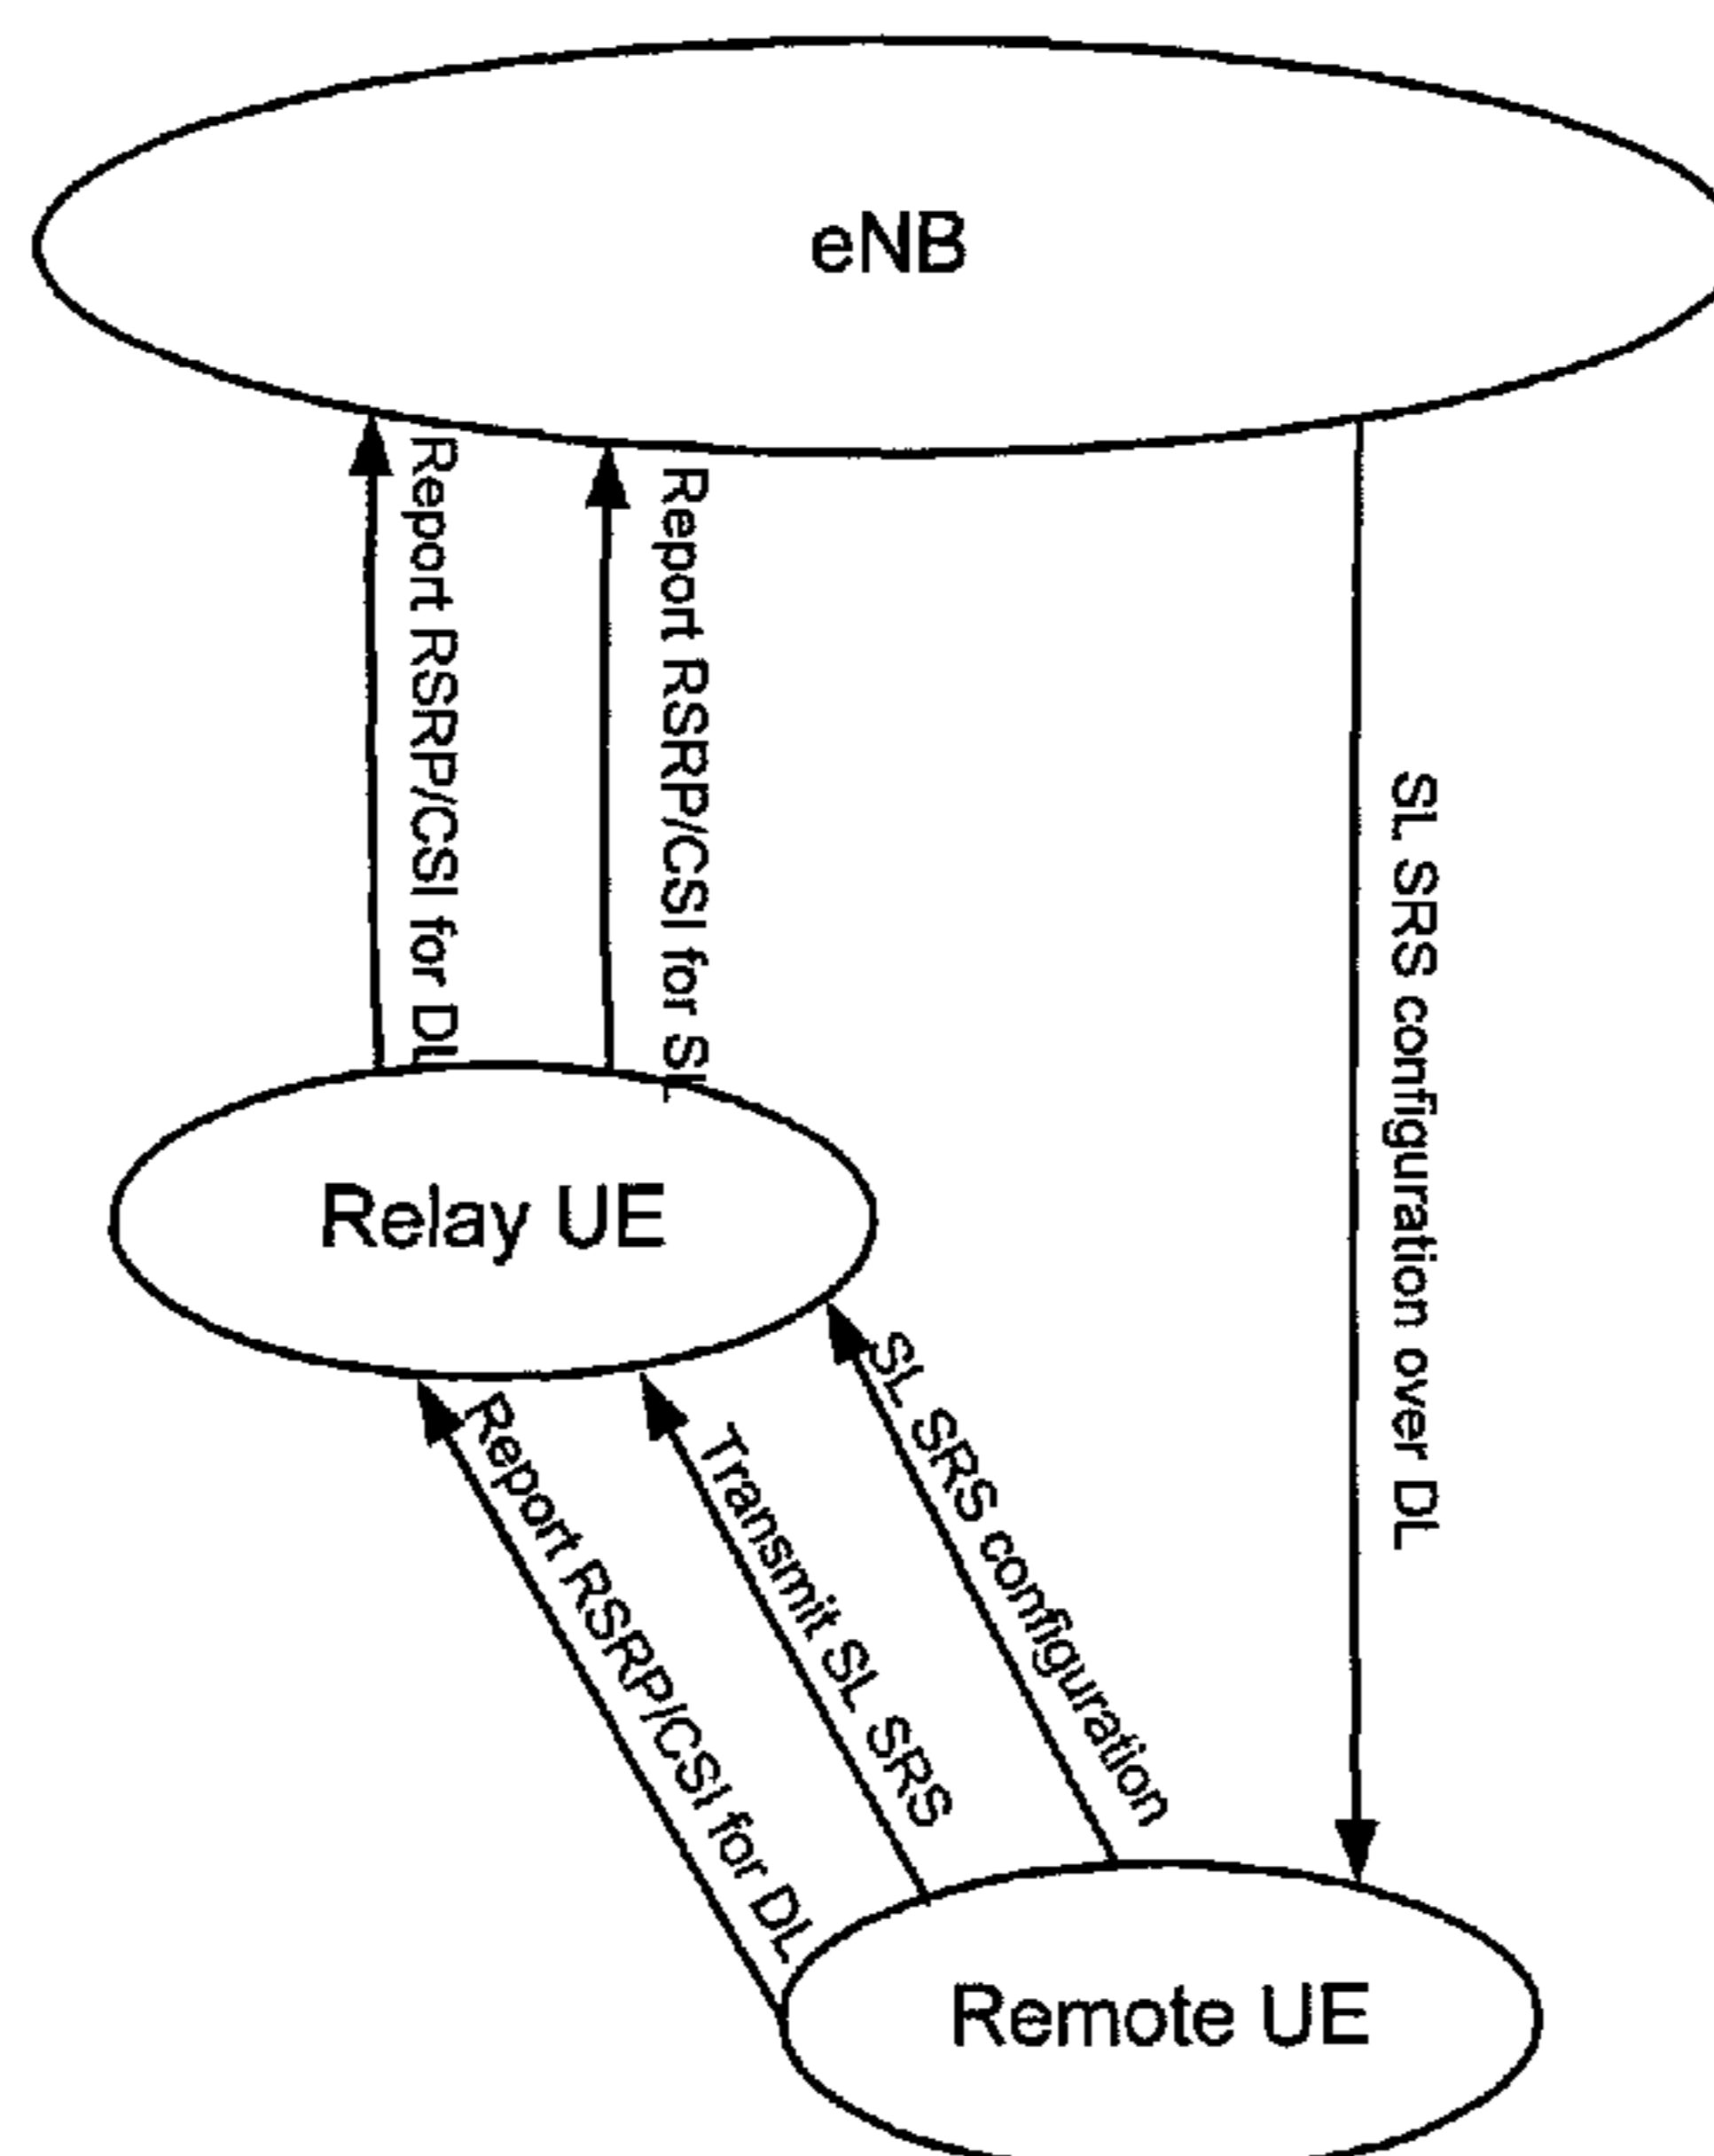 eNB
Report RSRP/CSI for DL
Report RSRP/CSI for SL
SL SRS configuration over DL
Relay UE
SL SRS configuration
Transmit SL SRS
Report RSRP/CSI for DL
Remote UE